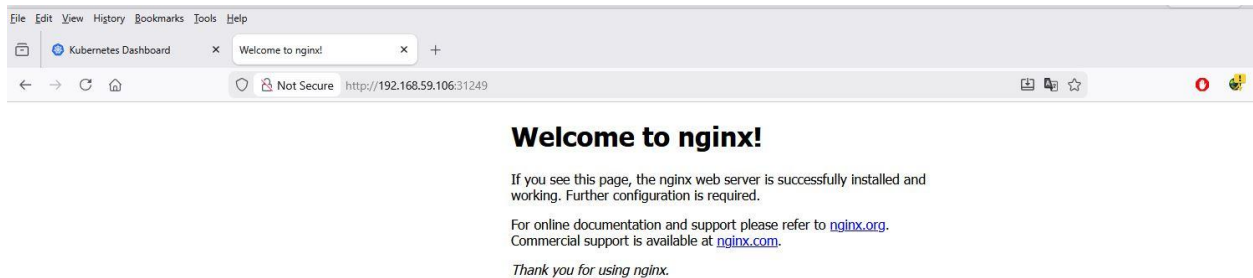 File Edit View History Bookmarks Tools Help
Kubernetes Dashboard Welcome to nginx!
Not Secure http://192.168.59.106:31249
Welcome to nginx!
If you see this page, the nginx web server is successfully installed and
working. Further configuration is required.
For online documentation and support please refer to nginx.org.
Commercial support is available at nginx.com.
Thank you for using nginx.